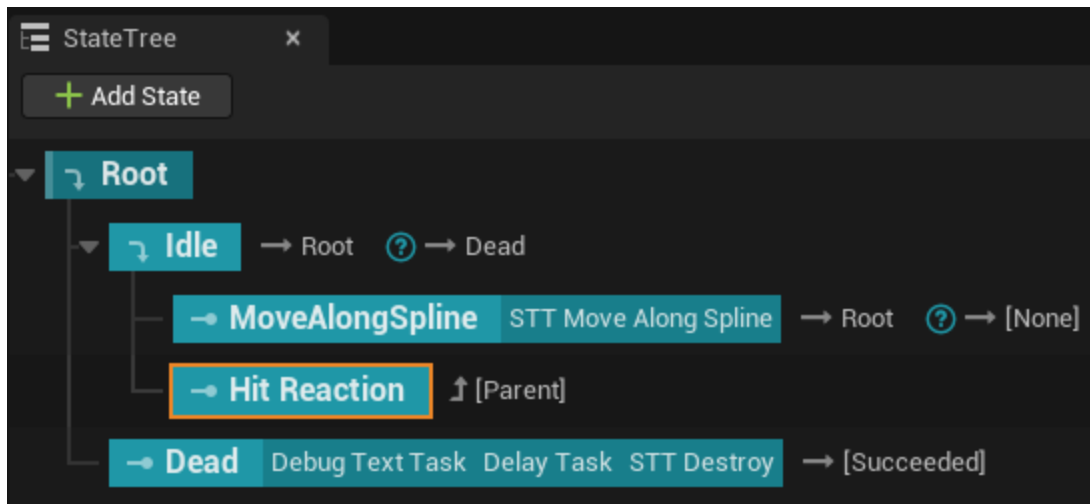 StateTree ×
+ Add State
Root
Idle → Root ? → Dead
MoveAlongSpline STT Move Along Spline → Root ? → [None]
Hit Reaction [Parent]
Dead Debug Text Task Delay Task STT Destroy → [Succeeded]